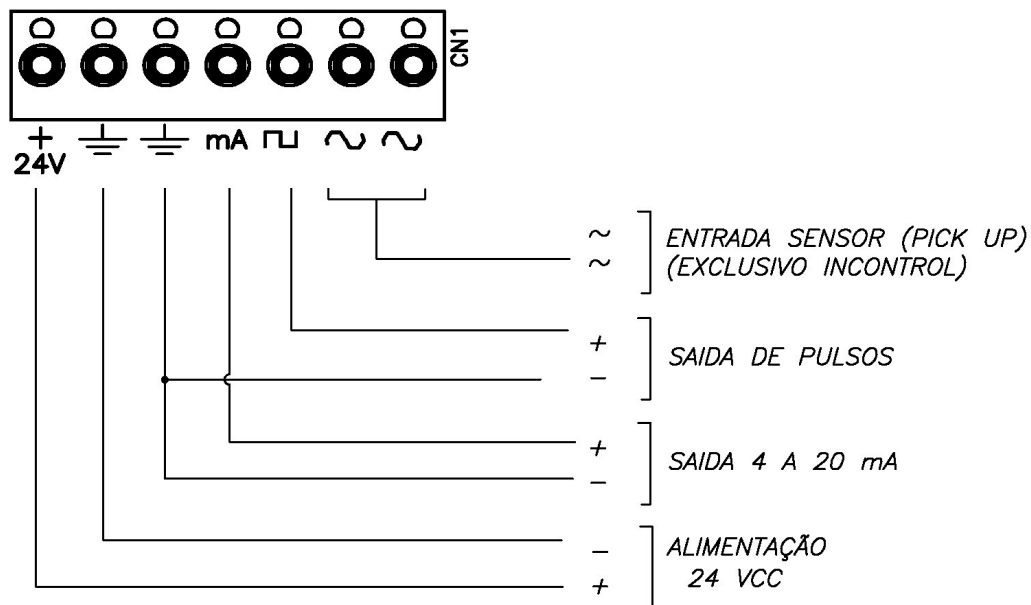 CN1
+
24V
mA
~
~
ENTRADA SENSOR (PICK UP)
(EXCLUSIVO INCONTROL)
+
-
SAIDA DE PULSOS
+
-
SAIDA 4 A 20 mA
-
+
ALIMENTAÇÃO
24 VCC